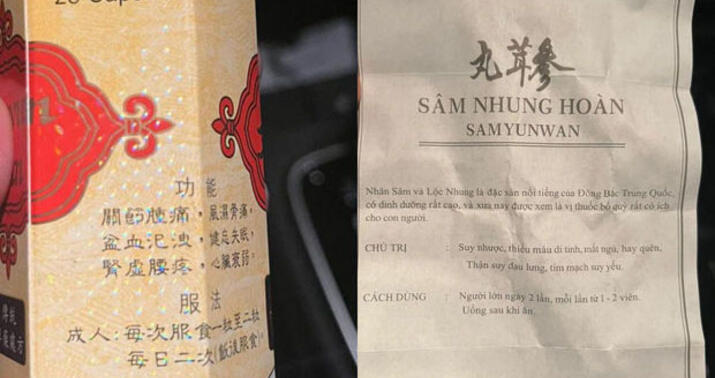 功能
關節腫痛，風濕骨痛，
盆血汜洩，健忘失眠，
腎虛腰疼，心臟衰弱。
服法
成人：每次服食一粒至二粒
每日二次(飯後服食)。
丸茸參
SÂM NHUNG HOÀN
SAMYUNWAN
Nhân Sâm và Lộc Nhung là đặc sản nổi tiếng của Đông Bắc Trung Quốc,
có dinh dưỡng rất cao, và xưa nay được xem là vị thuốc bổ quý rất có ích
cho con người.
CHỦ TRỊ : Suy nhược, thiếu máu di tinh, mất ngủ, hay quên,
Thận suy đau lưng, tim mạch suy yếu.
CÁCH DÙNG : Người lớn ngày 2 lần, mỗi lần từ 1-2 viên.
Uống sau khi ăn.